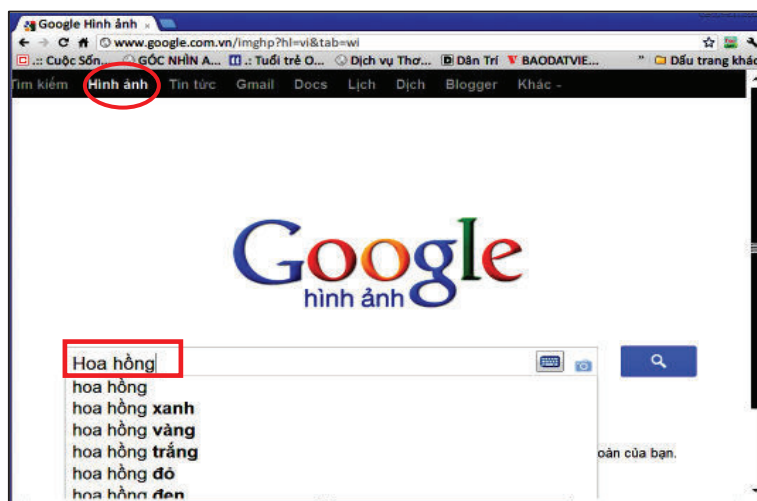 Google Hình ảnh
www.google.com.vn/imghp?hl=vi&tab=wi
.:: Cuộc Sốn... GÓC NHÌN A... .: Tuổi trẻ O... Dịch vụ Thơ... Dân Trí BAODATVIE... " Dấu trang khác
Tìm kiếm Hình ảnh Tin tức Gmail Docs Lịch Dịch Blogger Khác
Google
hình ảnh
Hoa hồng
hoa hồng
hoa hồng xanh
hoa hồng vàng
hoa hồng trắng
oàn của bạn.
hoa hồng đỏ
hoa hồng đen